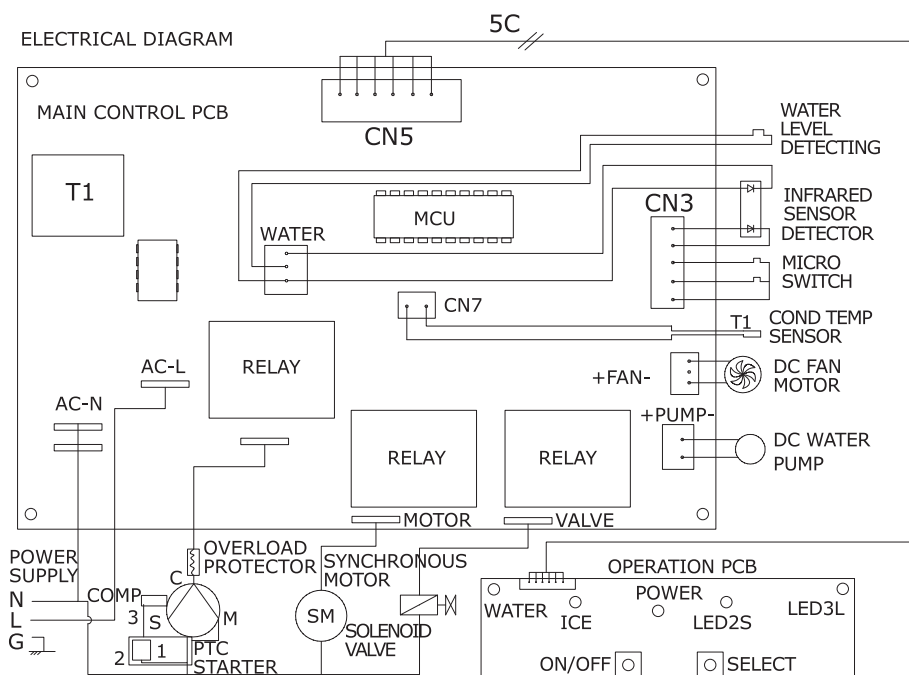 5C
ELECTRICAL DIAGRAM
MAIN CONTROL PCB
CN5
WATER
LEVEL
DETECTING
T1
MCU
CN3
INFRARED
SENSOR
DETECTOR
WATER
MICRO
SWITCH
CN7
T1
COND TEMP
SENSOR
AC-L
RELAY
+FAN-
DC FAN
MOTOR
AC-N
+PUMP-
RELAY
RELAY
DC WATER
PUMP
MOTOR
VALVE
POWER
SUPPLY
OVERLOAD
PROTECTOR
SYNCHRONOUS
MOTOR
OPERATION PCB
N
L
G
COMP
C
S
M
3
2
1
PTC
STARTER
SM
SOLENOID
VALVE
WATER
ICE
POWER
LED2S
LED3L
ON/OFF
SELECT